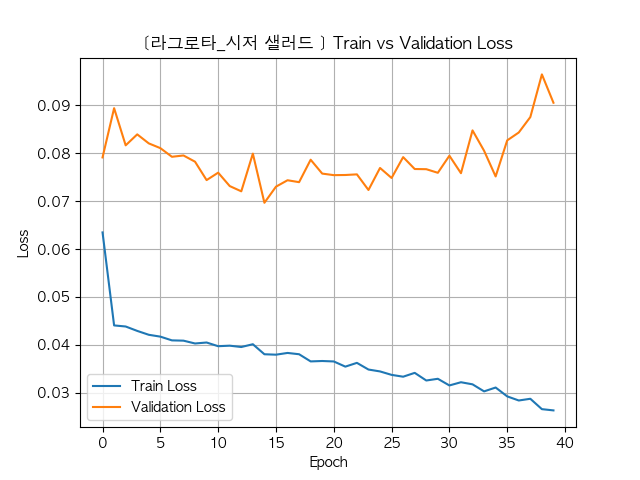 [라그로타_시저 샐러드 ] Train vs Validation Loss
0.09
0.08
0.07
0.06
0.05
0.04
0.03
Loss
Train Loss
Validation Loss
0 5 10 15 20 25 30 35 40
Epoch